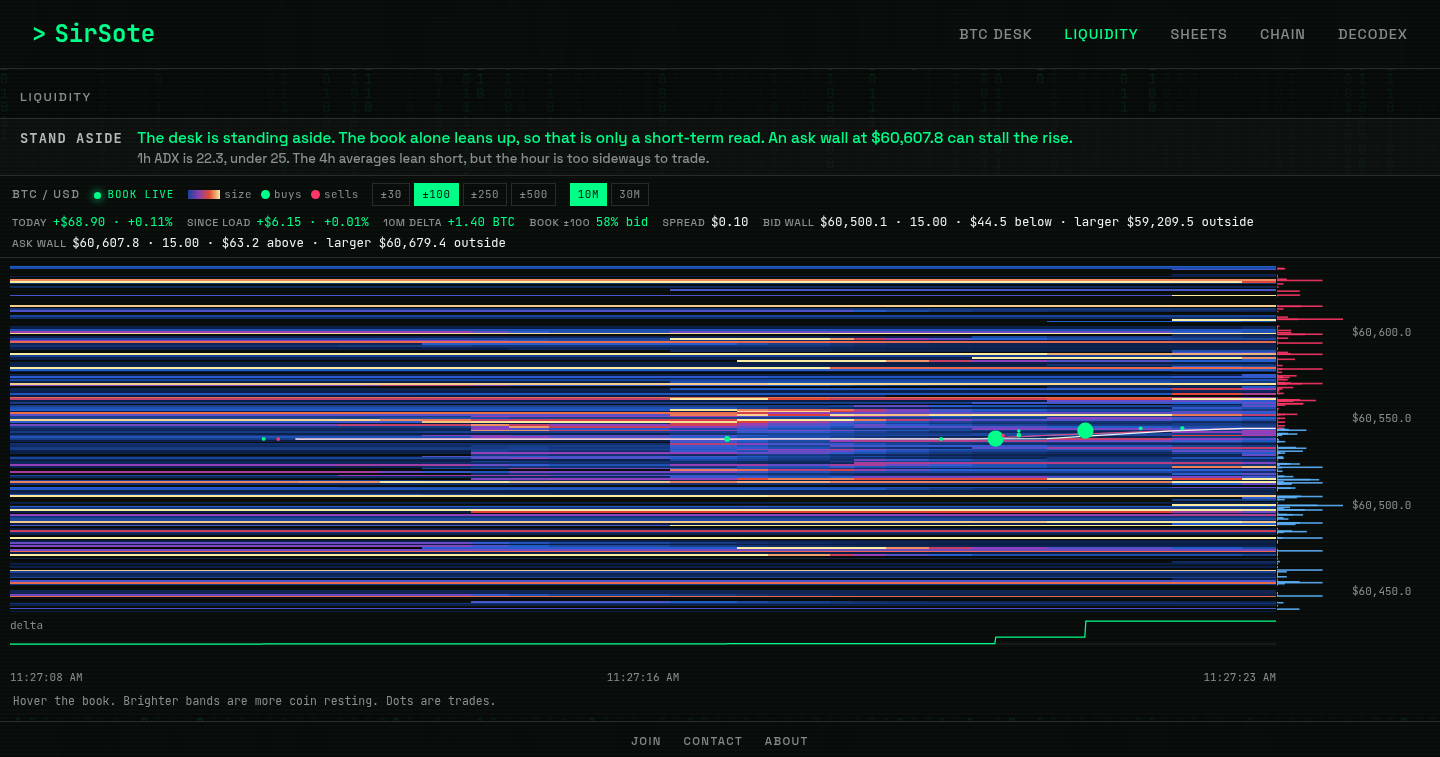 > SirSote
BTC DESK LIQUIDITY SHEETS CHAIN DECODEX
LIQUIDITY
STAND ASIDE The desk is standing aside. The book alone leans up, so that is only a short-term read. An ask wall at $60,607.8 can stall the rise.
1h ADX is 22.3, under 25. The 4h averages lean short, but the hour is too sideways to trade.
BTC / USD BOOK LIVE size buys sells ±30 ±100 ±250 ±500 10M 30M
TODAY +$68.90 · +0.11% SINCE LOAD +$6.15 · +0.01% 10M DELTA +1.40 BTC BOOK ±100 58% bid SPREAD $0.10 BID WALL $60,500.1 · 15.00 · $44.5 below · larger $59,209.5 outside
ASK WALL $60,607.8 · 15.00 · $63.2 above · larger $60,679.4 outside
$60,600.0
$60,550.0
$60,500.0
$60,450.0
delta
11:27:08 AM 11:27:16 AM 11:27:23 AM
Hover the book. Brighter bands are more coin resting. Dots are trades.
JOIN CONTACT ABOUT